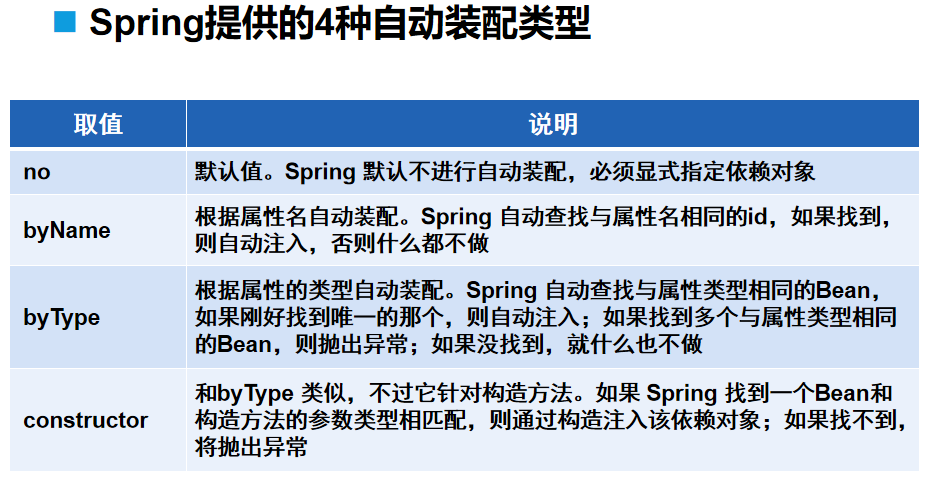 Spring提供的4种自动装配类型
取值
说明
no
默认值。Spring 默认不进行自动装配，必须显式指定依赖对象
byName
根据属性名自动装配。Spring 自动查找与属性名相同的id，如果找到，
则自动注入，否则什么都不做
byType
根据属性的类型自动装配。Spring 自动查找与属性类型相同的Bean，
如果刚好找到唯一的那个，则自动注入；如果找到多个与属性类型相同
的Bean，则抛出异常；如果没找到，就什么也不做
constructor
和byType 类似，不过它针对构造方法。如果 Spring 找到一个Bean和
构造方法的参数类型相匹配，则通过构造注入该依赖对象；如果找不到，
将抛出异常